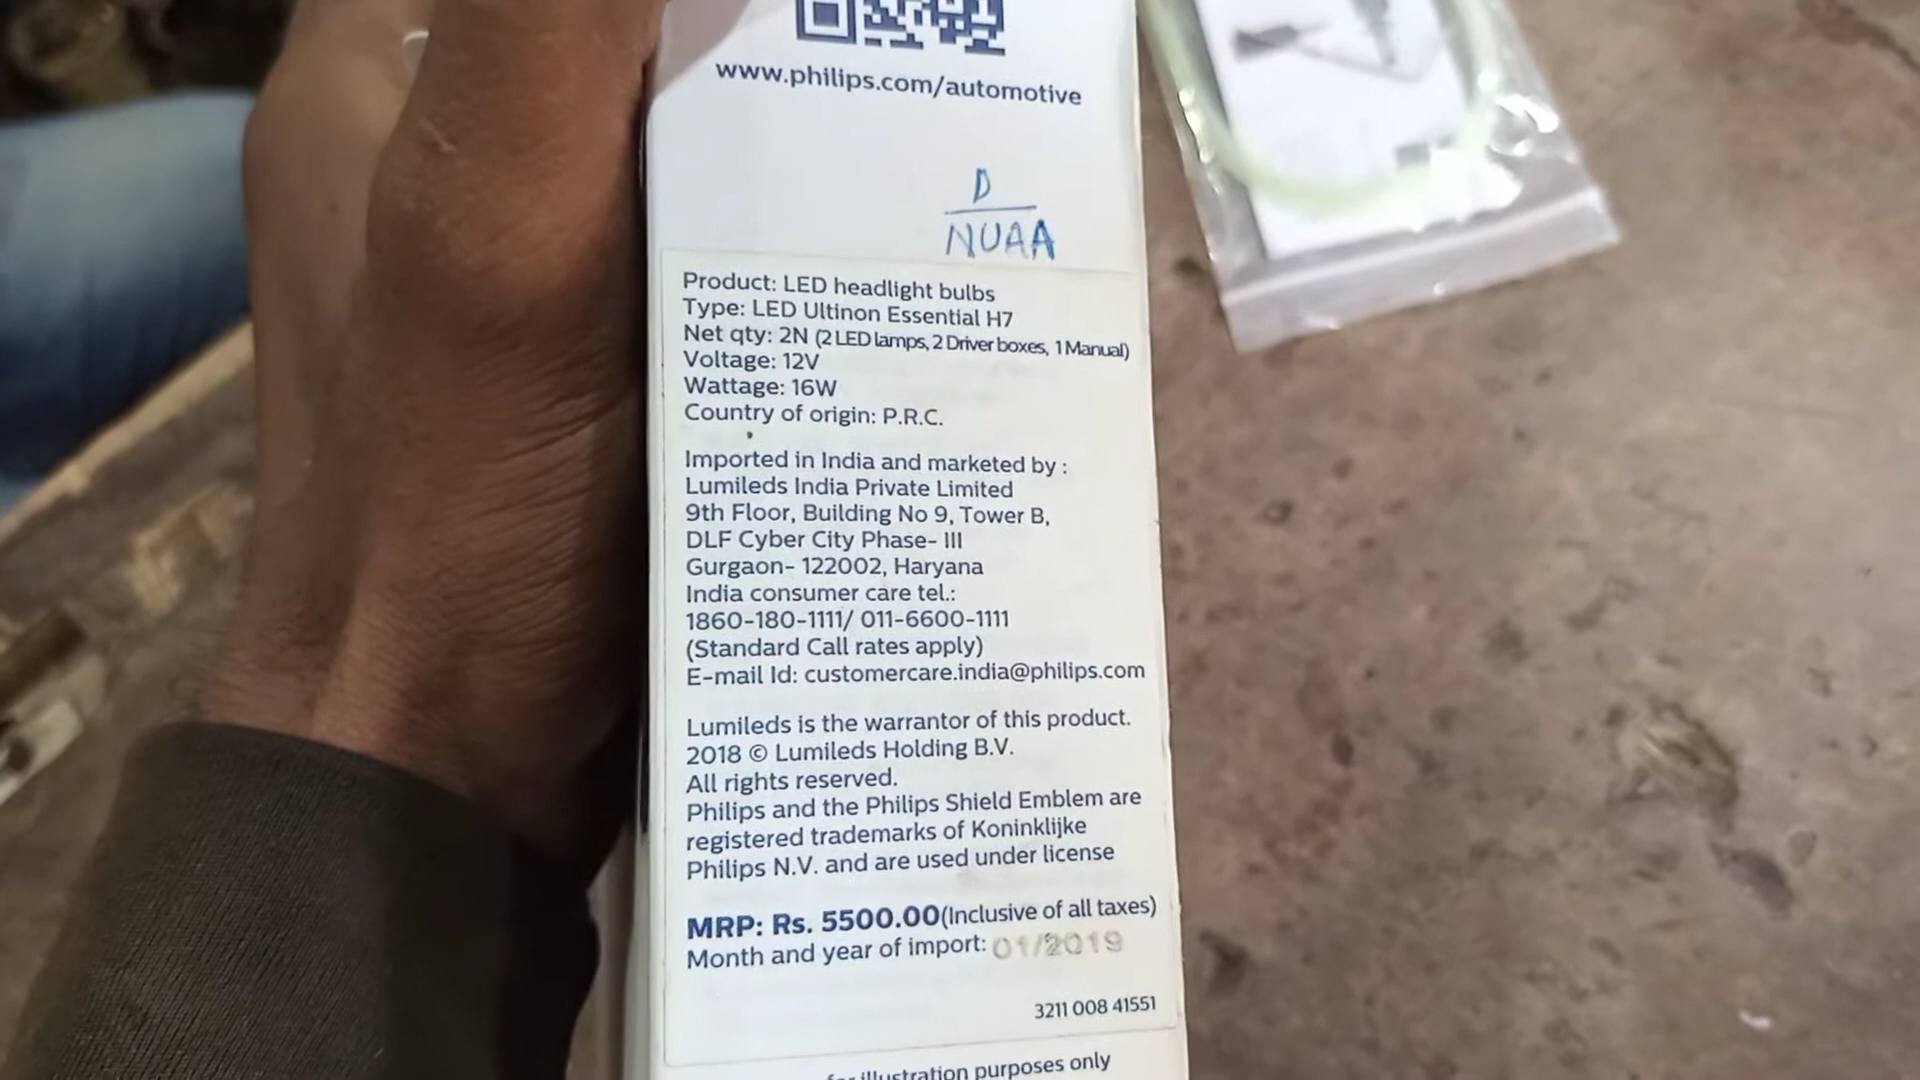 www.philips.com/automotive
D
NUAA
Product: LED headlight bulbs
Type: LED Ultinon Essential H7
Net qty: 2N (2 LED lamps, 2 Driver boxes, 1 Manual)
Voltage: 12V
Wattage: 16W
Country of origin: P.R.C.
Imported in India and marketed by :
Lumileds India Private Limited
9th Floor, Building No 9, Tower B,
DLF Cyber City Phase- III
Gurgaon- 122002, Haryana
India consumer care tel.:
1860-180-1111/ 011-6600-1111
(Standard Call rates apply)
E-mail Id: customercare.india@philips.com
Lumileds is the warrantor of this product.
2018 © Lumileds Holding B.V.
All rights reserved.
Philips and the Philips Shield Emblem are
registered trademarks of Koninklijke
Philips N.V. and are used under license
MRP: Rs. 5500.00(Inclusive of all taxes)
Month and year of import: 01/2019
3211 008 41551
for illustration purposes only